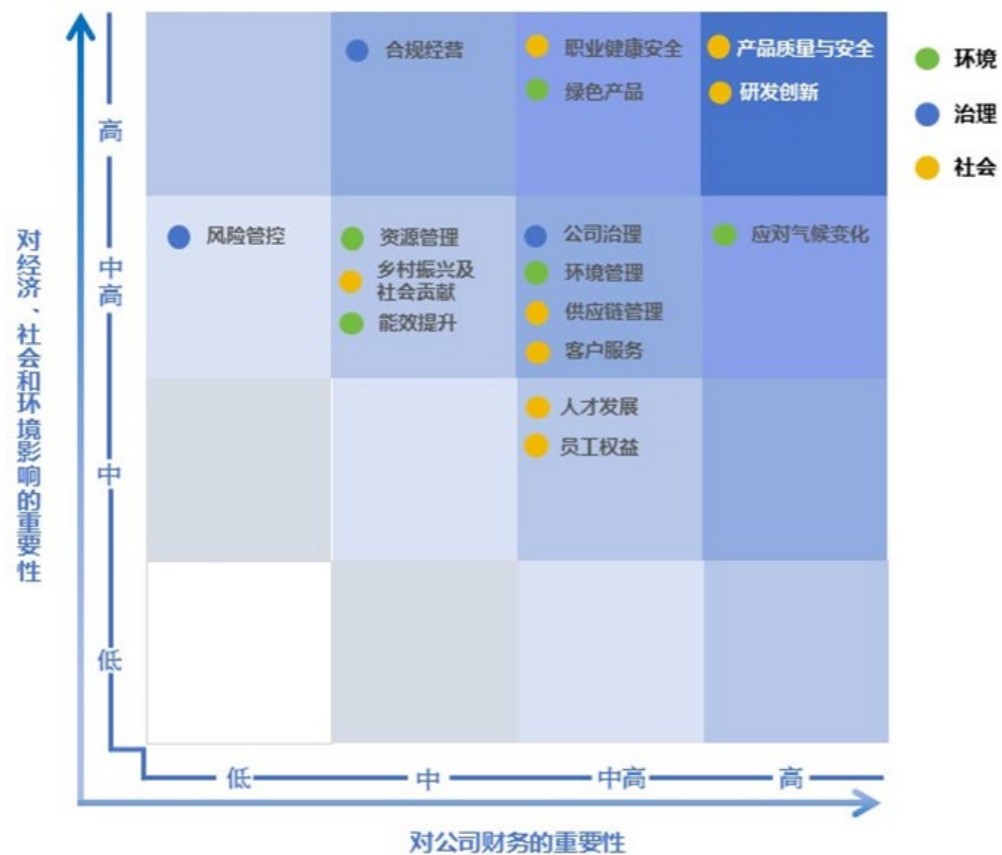 合规经营
职业健康安全
绿色产品
产品质量与安全
研发创新
环境
治理
社会
高
风险管控
资源管理
乡村振兴及
社会贡献
能效提升
公司治理
环境管理
供应链管理
客户服务
应对气候变化
中高
人才发展
员工权益
中
低
对经济、社会和环境影响的重要性
低
中
中高
高
对公司财务的重要性